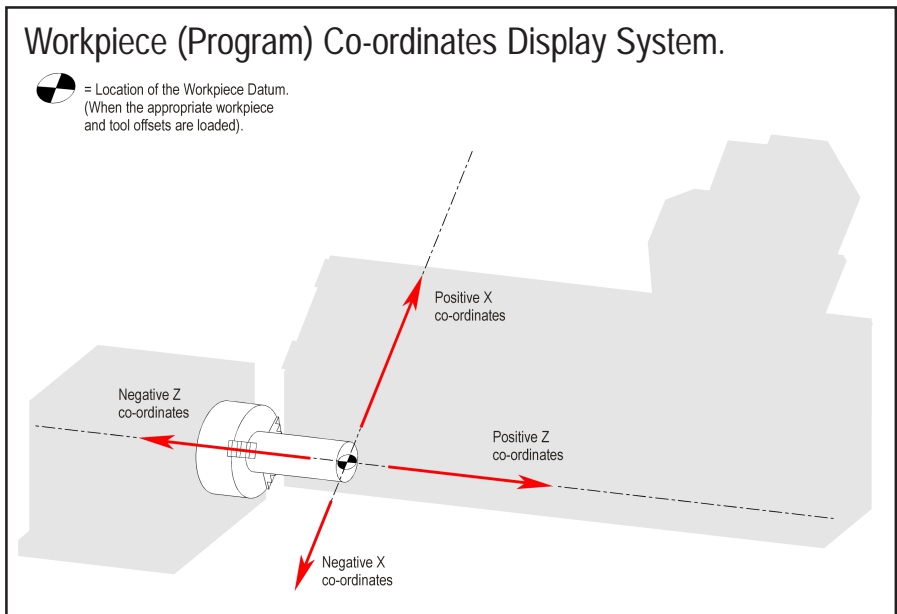 Workpiece (Program) Co-ordinates Display System.
= Location of the Workpiece Datum.
(When the appropriate workpiece
and tool offsets are loaded).
Positive X
co-ordinates
Negative Z
co-ordinates
Positive Z
co-ordinates
Negative X
co-ordinates